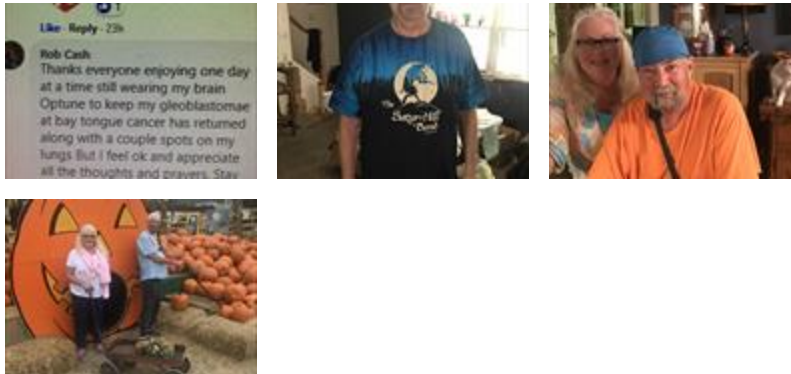 1
Like · Reply · 23h
Rob Cash
Thanks everyone enjoying one day
at a time still wearing my brain
Optune to keep my gleoblastomae
at bay tongue cancer has returned
along with a couple spots on my
lungs But I feel ok and appreciate
all the thoughts and prayers. Stay
The
Band